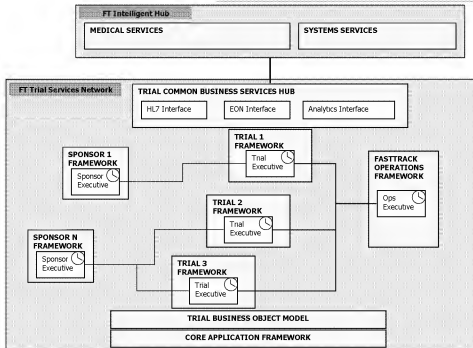 FT Intelligent Hub
MEDICAL SERVICES
SYSTEMS SERVICES
FT Trial Services Network
TRIAL COMMON BUSINESS SERVICES HUB
HL7 Interface
EON Interface
Analytics Interface
TRIAL 1
FRAMEWORK
Trial
Executive
SPONSOR 1
FRAMEWORK
Sponsor
Executive
FASTTRACK
OPERATIONS
FRAMEWORK
Ops
Executive
TRIAL 2
FRAMEWORK
Trial
Executive
SPONSOR N
FRAMEWORK
Sponsor
Executive
TRIAL 3
FRAMEWORK
Trial
Executive
TRIAL BUSINESS OBJECT MODEL
CORE APPLICATION FRAMEWORK